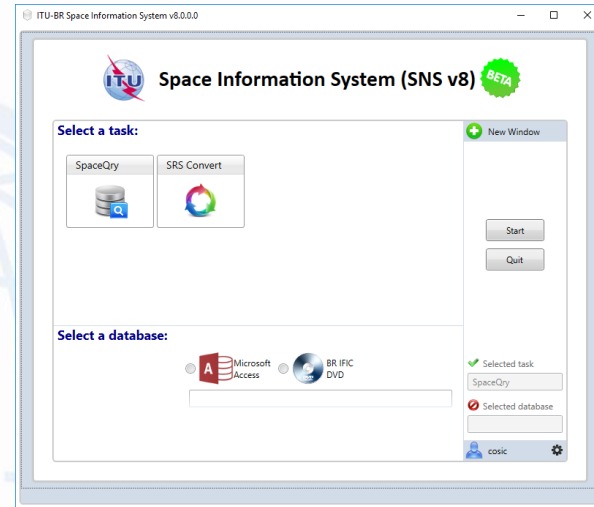 ITU-BR Space Information System v8.0.0.0
ITU
Space Information System (SNS v8)
BETA
Select a task:
New Window
SpaceQry
SRS Convert
Start
Quit
Select a database:
A
Microsoft
Access
BR IFIC
DVD
Selected task
SpaceQry
Selected database
cosic